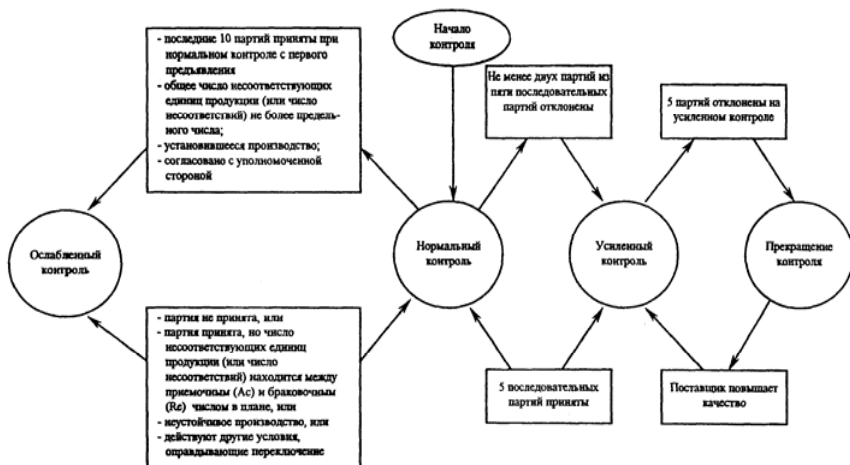 Начало
контроля
- последние 10 партий приняты при
нормальном контроле с первого
предъявления
- общее число несоответствующих
единиц продукции (или число
несоответствий) не более предель-
ного числа;
- установившееся производство;
- согласовано с уполномоченной
стороной
Не менее двух партий из
пяти последовательных
партий отклонены
5 партий отклонены на
усиленном контроле
Ослабленный
контроль
Нормальный
контроль
Усиленный
контроль
Прекращение
контроля
- партия не принята, или
- партия принята, но число
несоответствующих единиц
продукции (или число
несоответствий) находится между
приемочным (Ac) и браковочным
(Re) числом в плане, или
- неустойчивое производство, или
- действуют другие условия,
оправдывающие переключение
5 последовательных
партий приняты
Поставщик повышает
качество